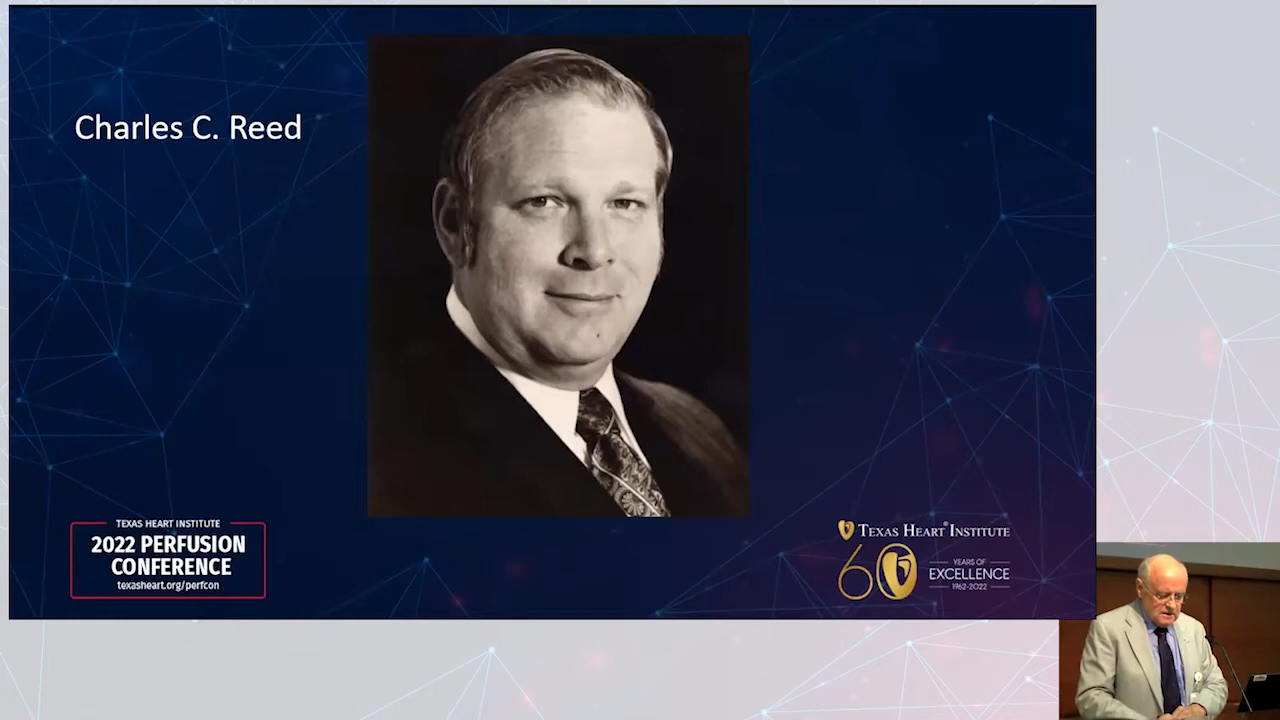 Charles C. Reed
TEXAS HEART INSTITUTE
2022 PERFUSION
CONFERENCE
texasheart.org/perfcon
TEXAS HEART® INSTITUTE
60
YEARS OF
EXCELLENCE
1962-2022